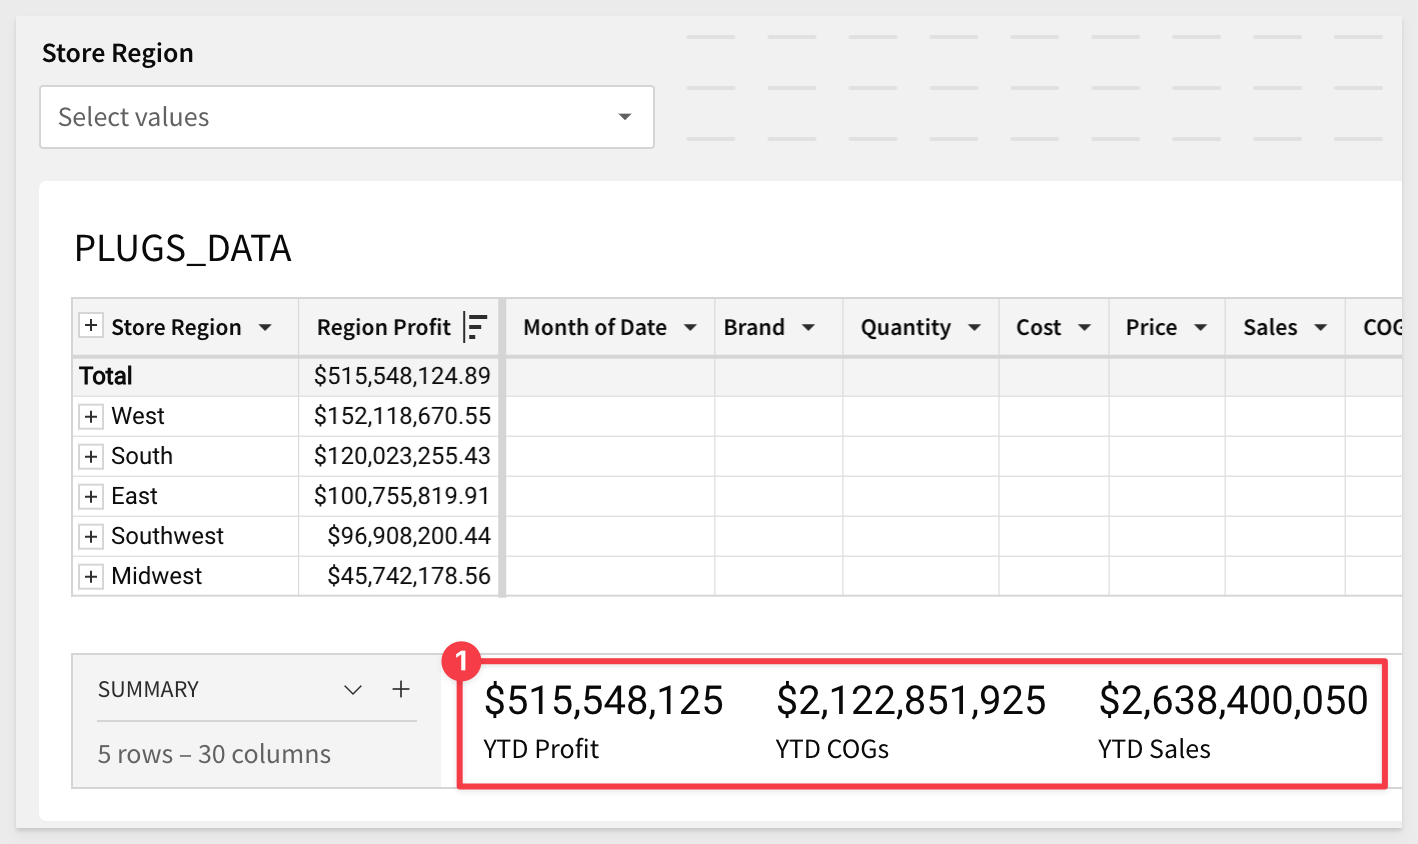 Store Region
Select values
PLUGS_DATA
Store Region Region Profit Month of Date Brand Quantity Cost Price Sales COG
Total $515,548,124.89
West $152,118,670.55
South $120,023,255.43
East $100,755,819.91
Southwest $96,908,200.44
Midwest $45,742,178.56
1
SUMMARY $515,548,125 $2,122,851,925 $2,638,400,050
5 rows – 30 columns YTD Profit YTD COGs YTD Sales